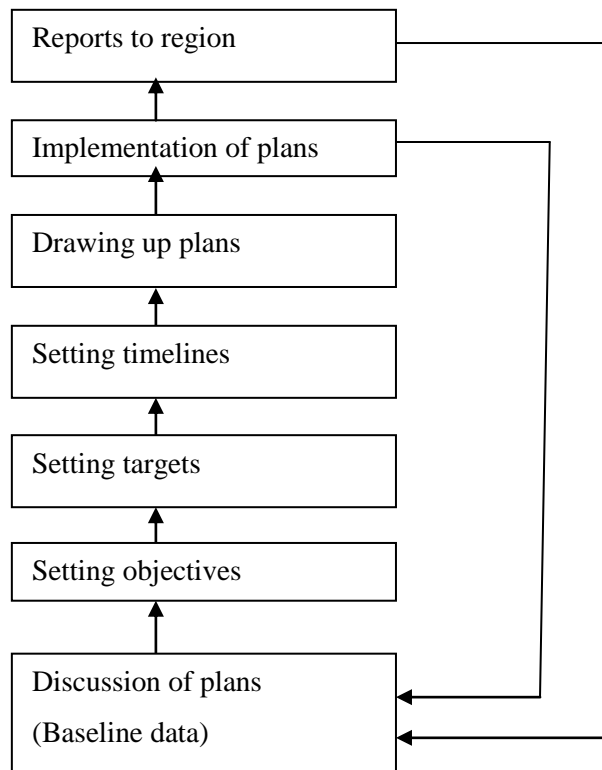 Reports to region
Implementation of plans
Drawing up plans
Setting timelines
Setting targets
Setting objectives
Discussion of plans
(Baseline data)